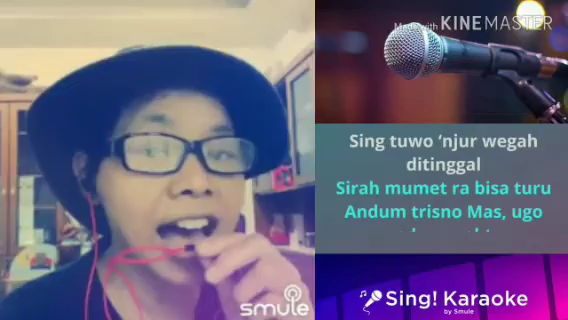 Made with KINEMASTER
Sing tuwo ‘njur wegah
ditinggal
Sirah mumet ra bisa turu
Andum trisno Mas, ugo
smule
Sing! Karaoke
by Smule